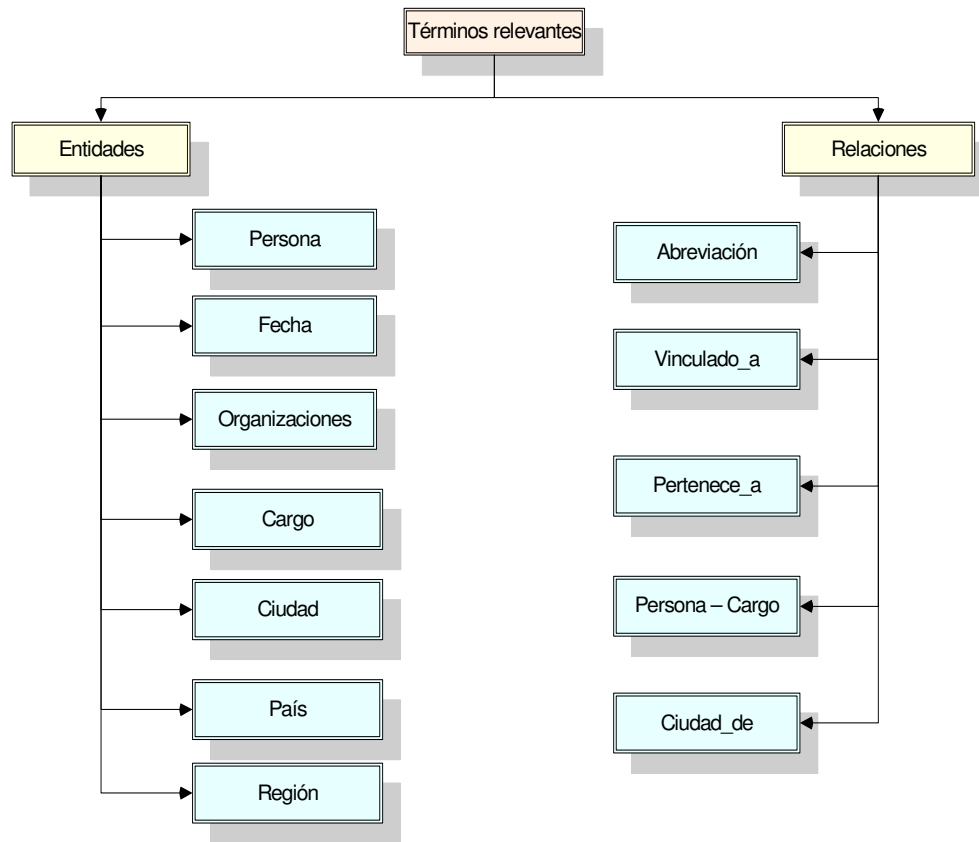 Términos relevantes
Entidades
Relaciones
Persona
Fecha
Organizaciones
Cargo
Ciudad
País
Región
Abreviación
Vinculado_a
Pertenece_a
Persona – Cargo
Ciudad_de